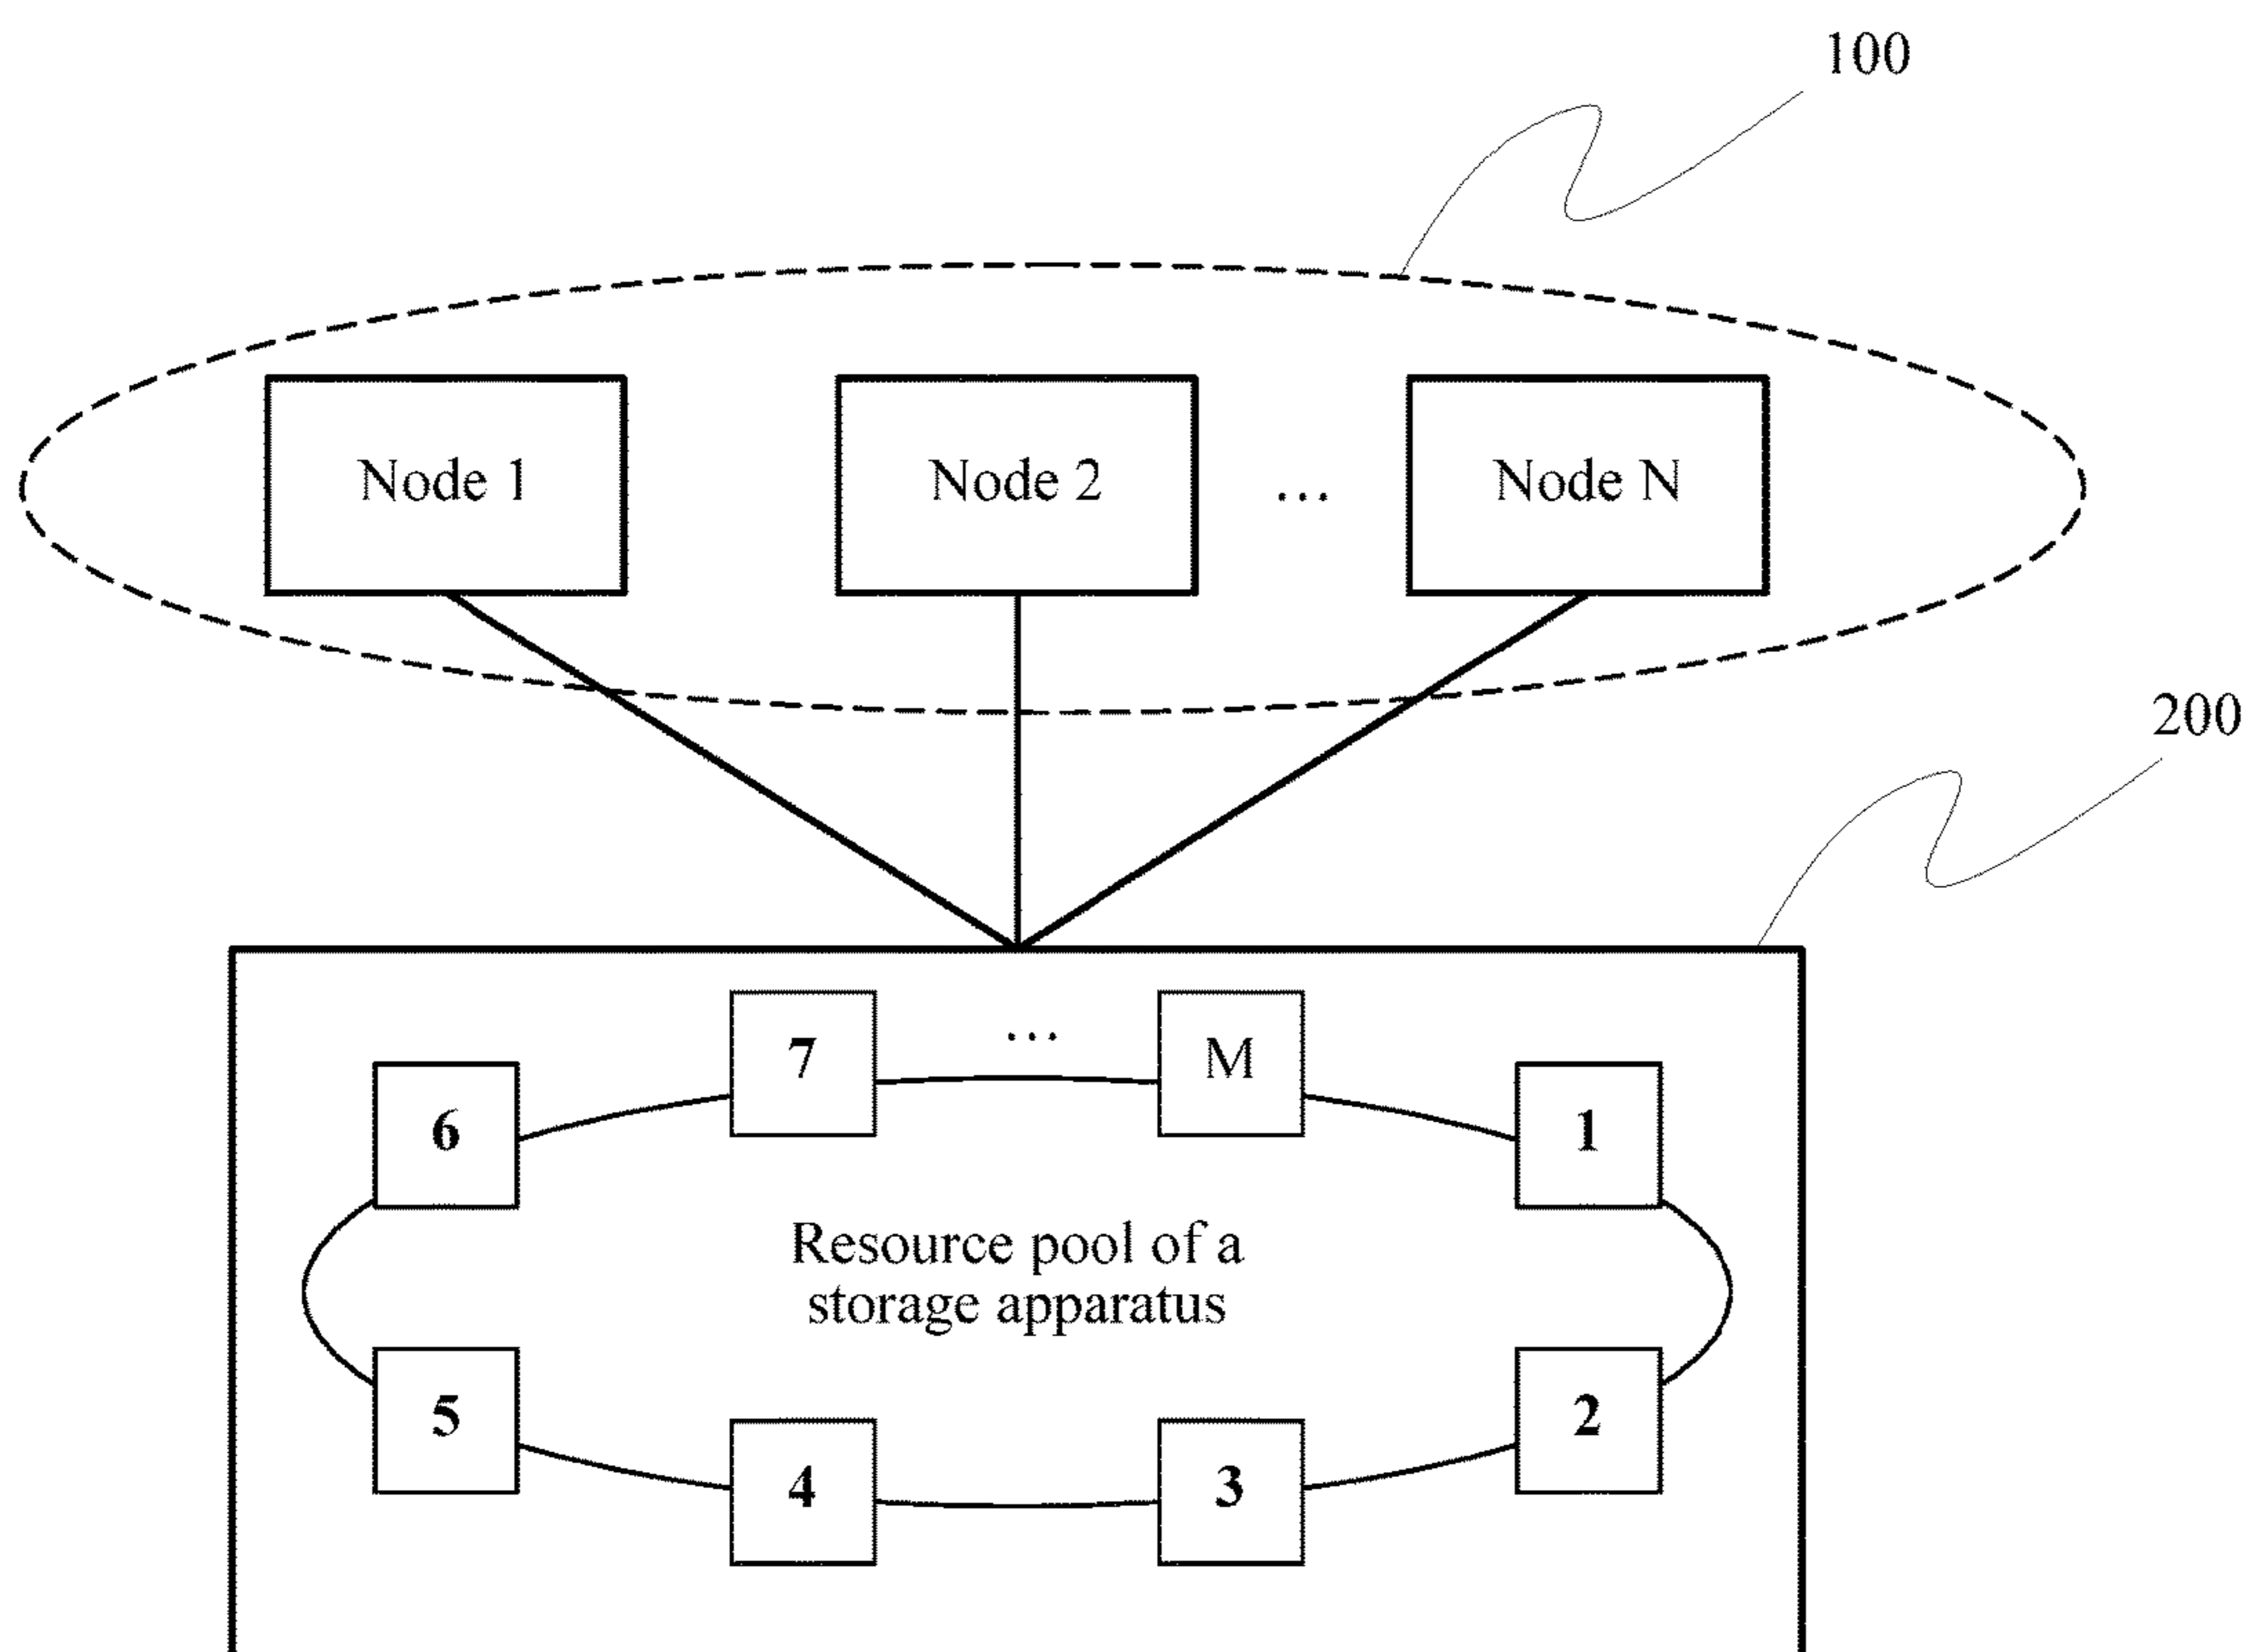 100
Node 1
Node 2
...
Node N
200
7
...
M
6
1
Resource pool of a
storage apparatus
5
2
4
3